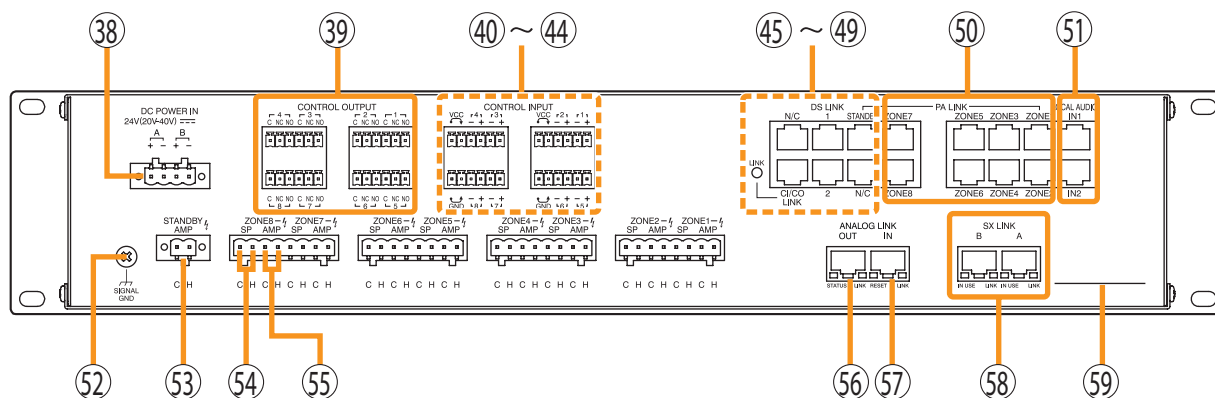 38 39 40 ～ 44 45 ～ 49 50 51
DC POWER IN
24V(20V-40V)
A B
+ − + −
CONTROL OUTPUT
4 3 2 1
C NC NO C NC NO C NC NO C NC NO
C NC NO C NC NO C NC NO C NC NO
8 7 6 5
CONTROL INPUT
VCC r4 r3 VCC r2 r1
− + − + − + − +
− + − + − + − +
GND 8 7 GND 6 5
DS LINK PA LINK
N/C 1 ZONE7 ZONE5 ZONE3 IN1
LINK
CI/CO
LINK
2 N/C ZONE8 ZONE6 ZONE4 IN2
STANDBY
AMP
C H
SIGNAL
GND
ZONE8 ZONE7
SP AMP SP AMP
C H C H C H C H
ZONE6 ZONE5
SP AMP SP AMP
C H C H C H C H
ZONE4 ZONE3
SP AMP SP AMP
C H C H C H C H
ZONE2 ZONE1
SP AMP SP AMP
C H C H C H C H
ANALOG LINK
OUT IN
STATUS LINK RESET LINK
SX LINK
B A
IN USE LINK IN USE LINK
52 53 54 55 56 57 58 59